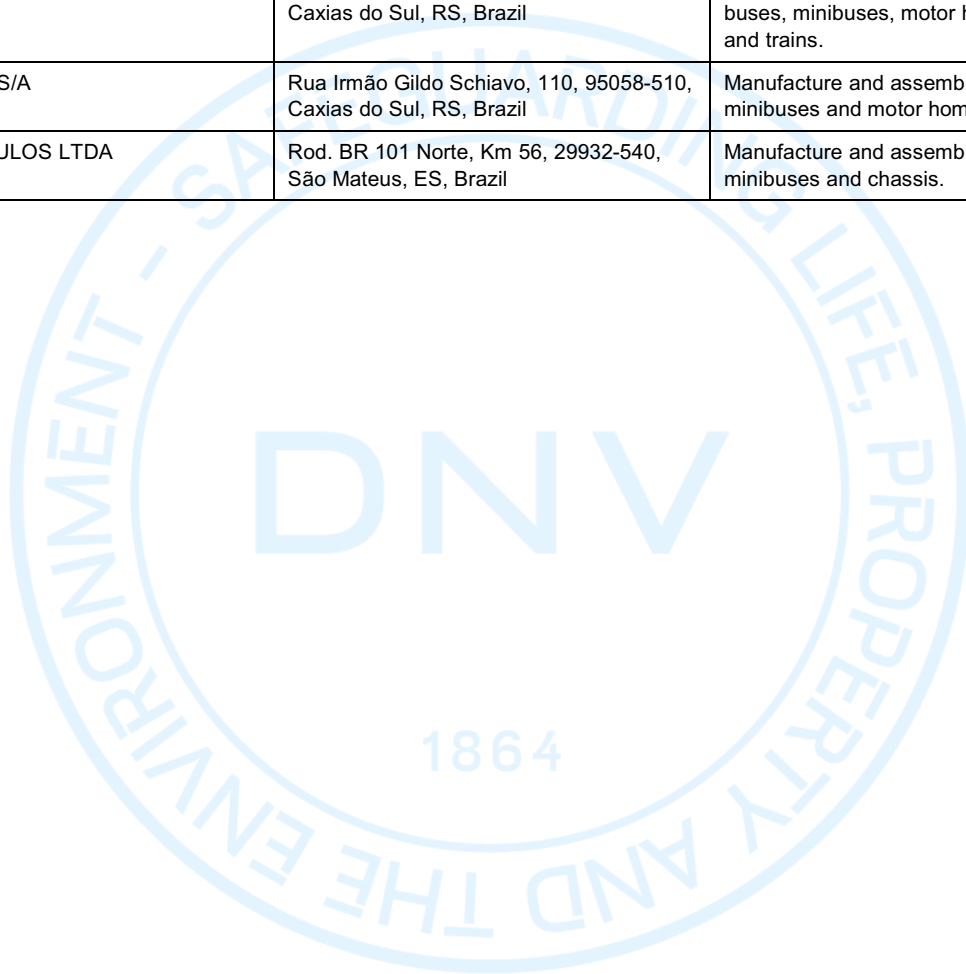 Caxias do Sul, RS, Brazil
buses, minibuses, motor h
and trains.
S/A
Rua Irmão Gildo Schiavo, 110, 95058-510,
Caxias do Sul, RS, Brazil
Manufacture and assemb
minibuses and motor hom
ULOS LTDA
Rod. BR 101 Norte, Km 56, 29932-540,
São Mateus, ES, Brazil
Manufacture and assemb
minibuses and chassis.
SAFEGUARDING LIFE, PROPERTY AND THE ENVIRONMENT -
DNV
1864